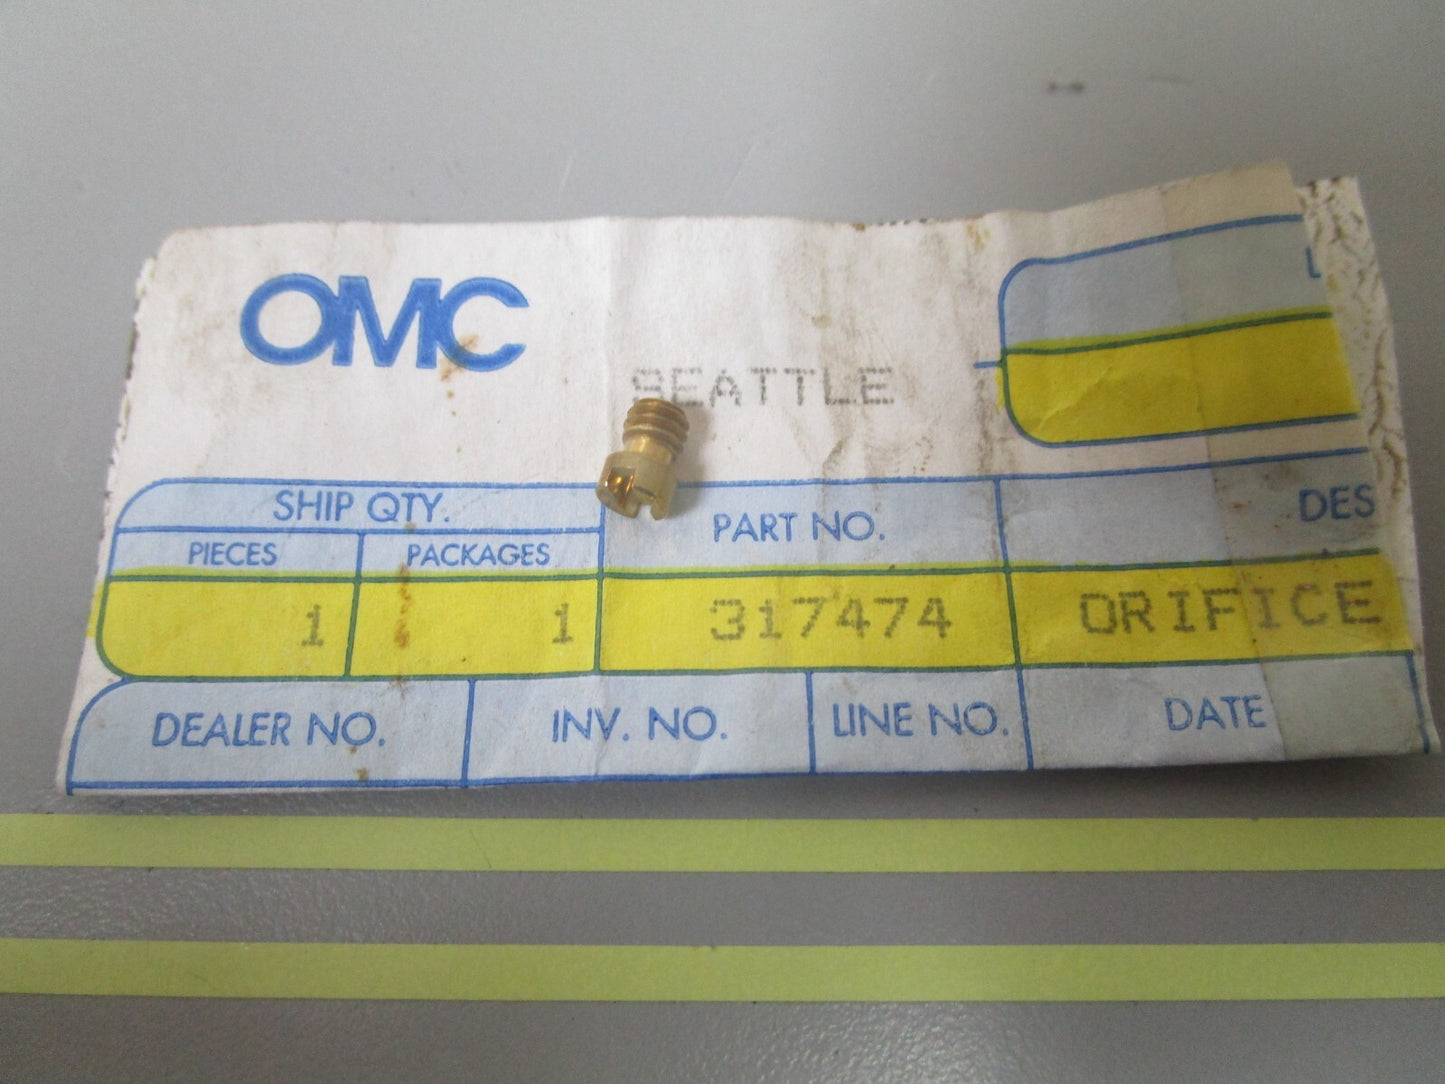 OMC
SEATTLE
SHIP QTY.
PART NO.
DES
PIECES
PACKAGES
1
1
317474
ORIFICE
DEALER NO.
INV. NO.
LINE NO.
DATE